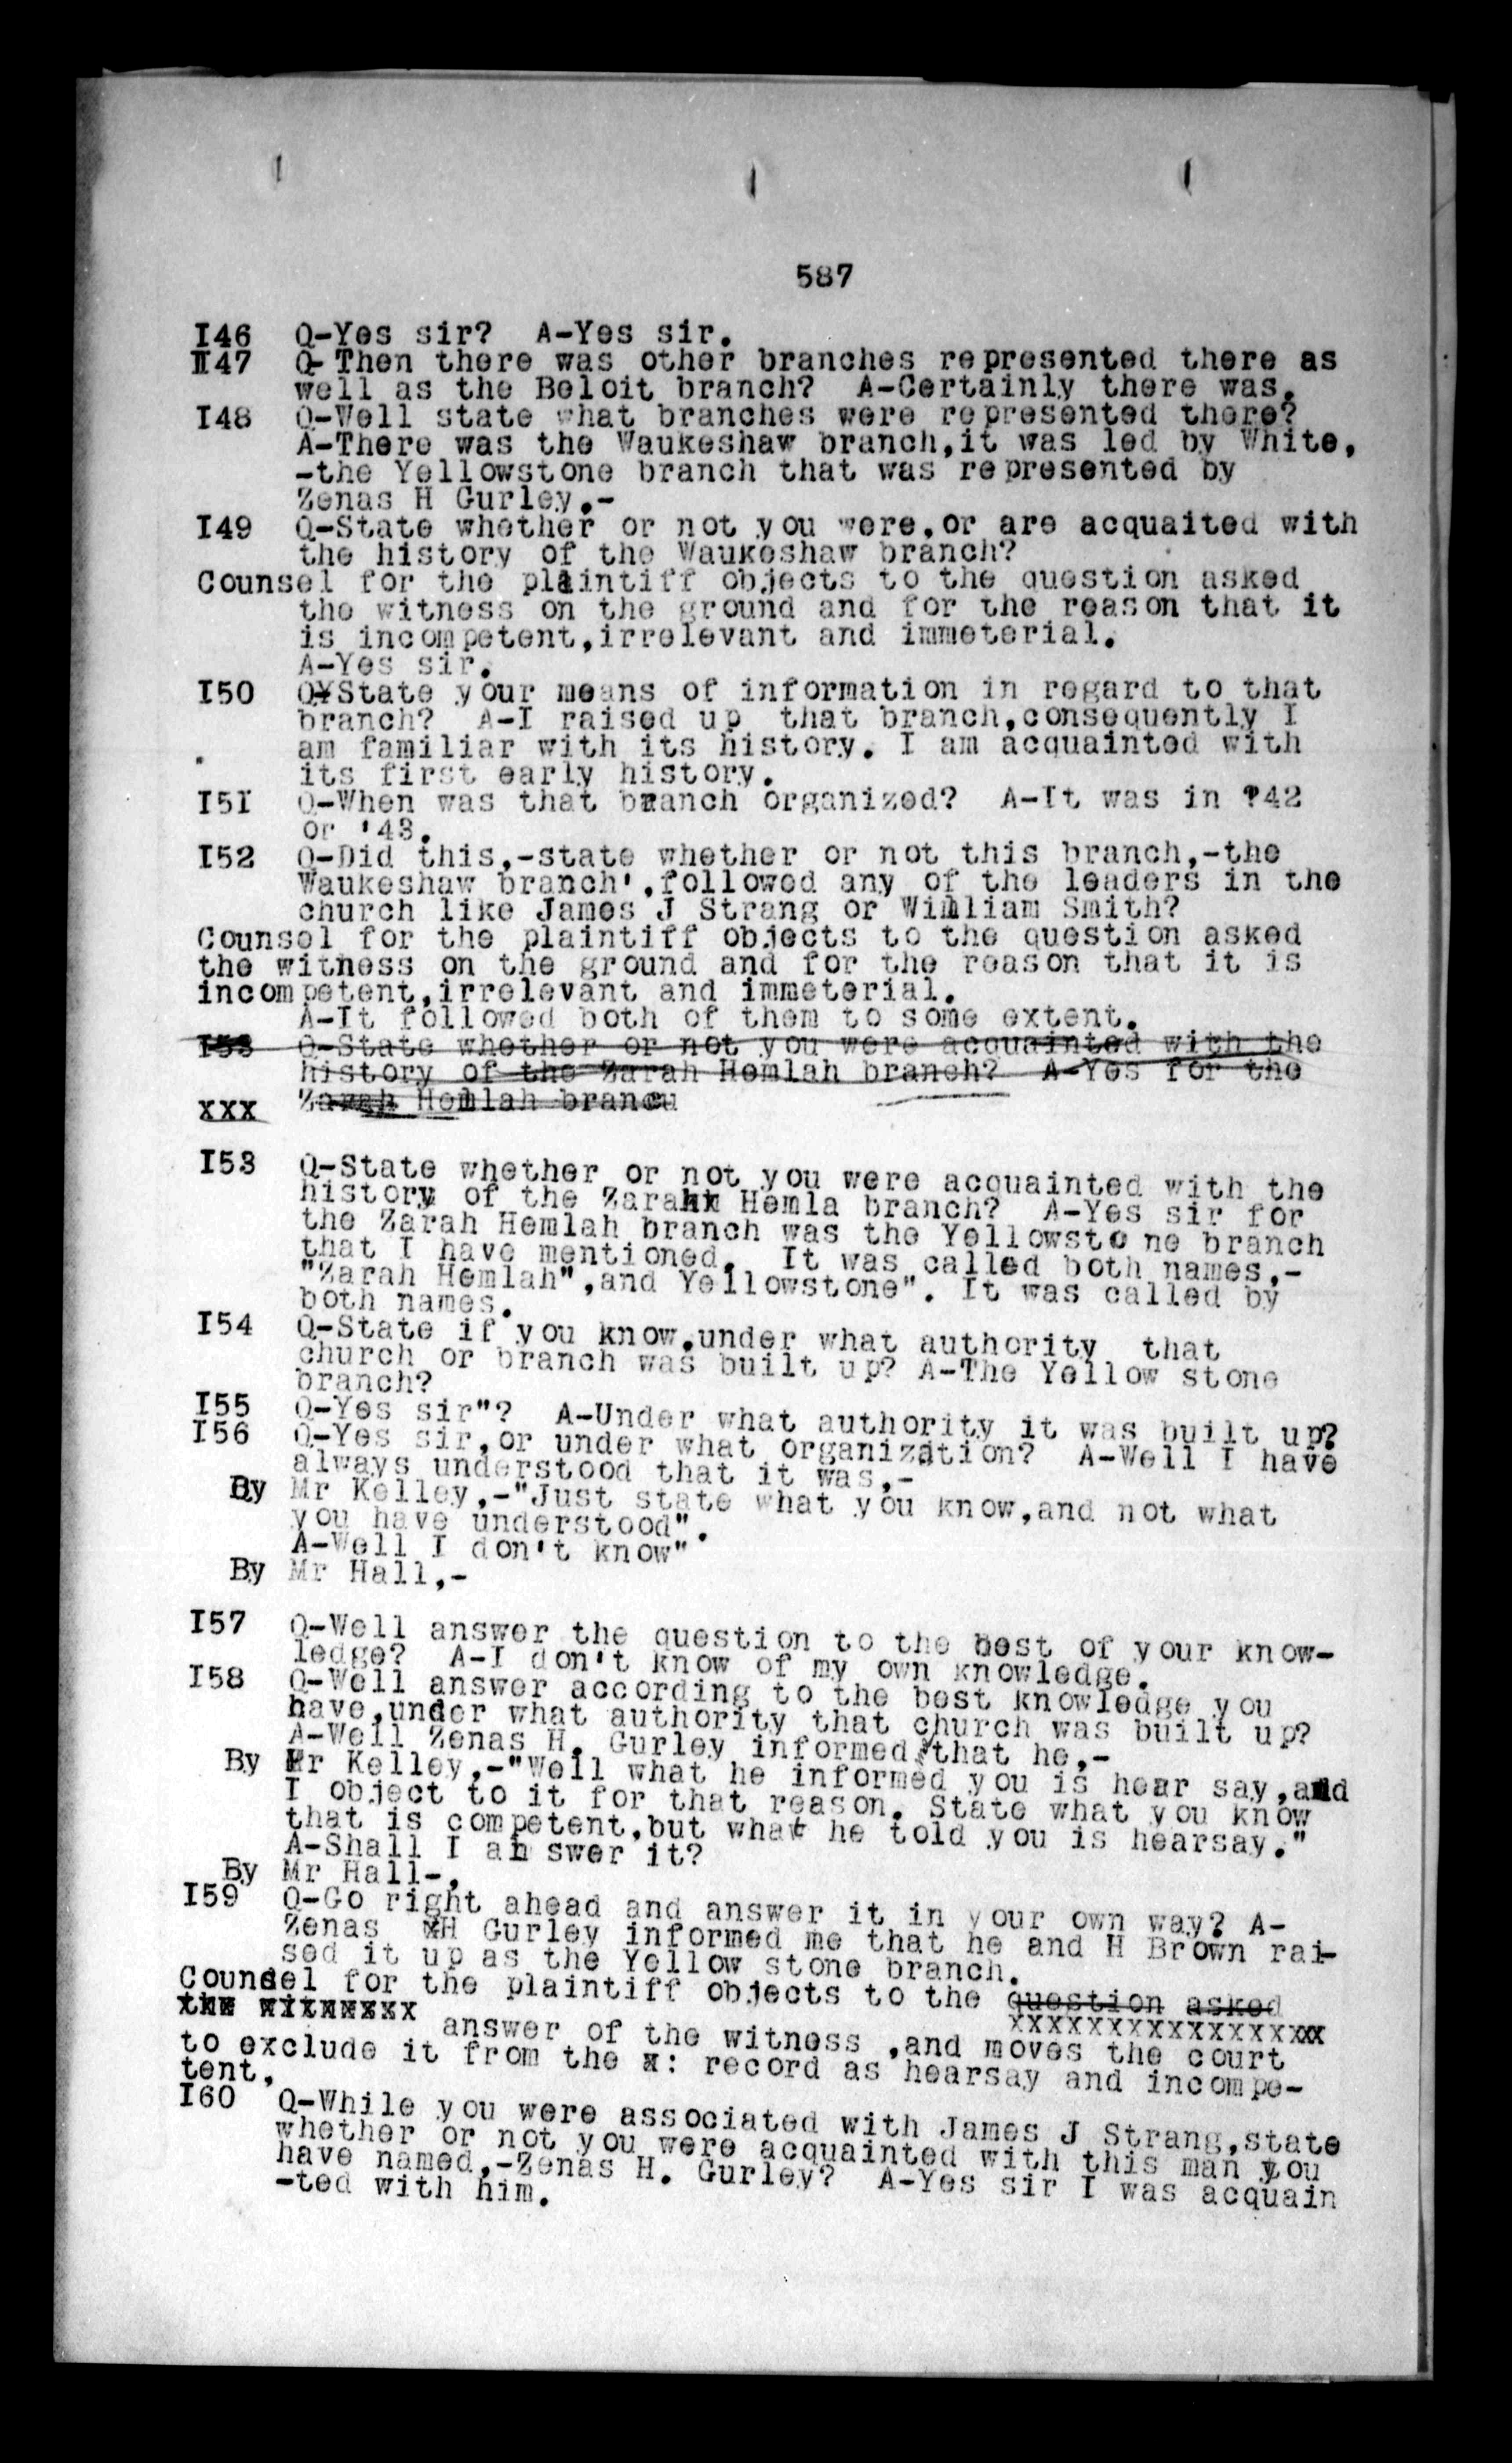 587
I46 Q-Yes sir? A-Yes sir.
I47 Q-Then there was other branches represented there as
well as the Beloit branch? A-Certainly there was.
I48 Q-Well state what branches were represented there?
A-There was the Waukeshaw branch,it was led by White,
-the Yellowstone branch that was represented by
Zenas H Gurley.-
I49 Q-State whether or not you were,or are acquaited with
the history of the Waukeshaw branch?
Counsel for the plaintiff objects to the question asked
the witness on the ground and for the reason that it
is incompetent,irrelevant and immeterial.
A-Yes sir.
I50 Q-State your means of information in regard to that
branch? A-I raised up that branch,consequently I
am familiar with its history. I am acquainted with
its first early history.
I5I Q-When was that branch organized? A-It was in '42
or '43.
I52 Q-Did this,-state whether or not this branch,-the
Waukeshaw branch',followed any of the leaders in the
church like James J Strang or William Smith?
Counsel for the plaintiff objects to the question asked
the witness on the ground and for the reason that it is
incompetent,irrelevant and immeterial.
A-It followed both of them to some extent.
I53 Q-State whether or not you were acquainted with the
history of the Zarah Hemlah branch? A-Yes for the
xxx Zarah Hemlah brancu
I53 Q-State whether or not you were acquainted with the
history of the Zarah Hemla branch? A-Yes sir for
the Zarah Hemlah branch was the Yellowstone branch
that I have mentioned. It was called both names,-
"Zarah Hemlah",and Yellowstone". It was called by
both names.
I54 Q-State if you know,under what authority that
church or branch was built up? A-The Yellow stone
branch?
I55 Q-Yes sir"? A-Under what authority it was built up?
I56 Q-Yes sir,or under what organization? A-Well I have
always understood that it was,-
By Mr Kelley,-"Just state what you know,and not what
you have understood".
A-Well I don't know"
By Mr Hall,-
I57 Q-Well answer the question to the best of your know-
ledge? A-I don't know of my own knowledge.
I58 Q-Well answer according to the best knowledge you
have,under what authority that church was built up?
A-Well Zenas H. Gurley informed that he,-
By Mr Kelley,-"Well what he informed you is hear say,and
I object to it for that reason. State what you know
that is competent,but what he told you is hearsay."
A-Shall I an swer it?
By Mr Hall-,
I59 Q-Go right ahead and answer it in your own way? A-
Zenas H Gurley informed me that he and H Brown rai-
sed it up as the Yellow stone branch.
Counsel for the plaintiff objects to the question asked
the witness xxxxxxxxxxxxxxxxxx
answer of the witness ,and moves the court
to exclude it from the x: record as hearsay and incompe-
tent.
I60 Q-While you were associated with James J Strang,state
whether or not you were acquainted with this man you
have named,-Zenas H. Gurley? A-Yes sir I was acquain
-ted with him.